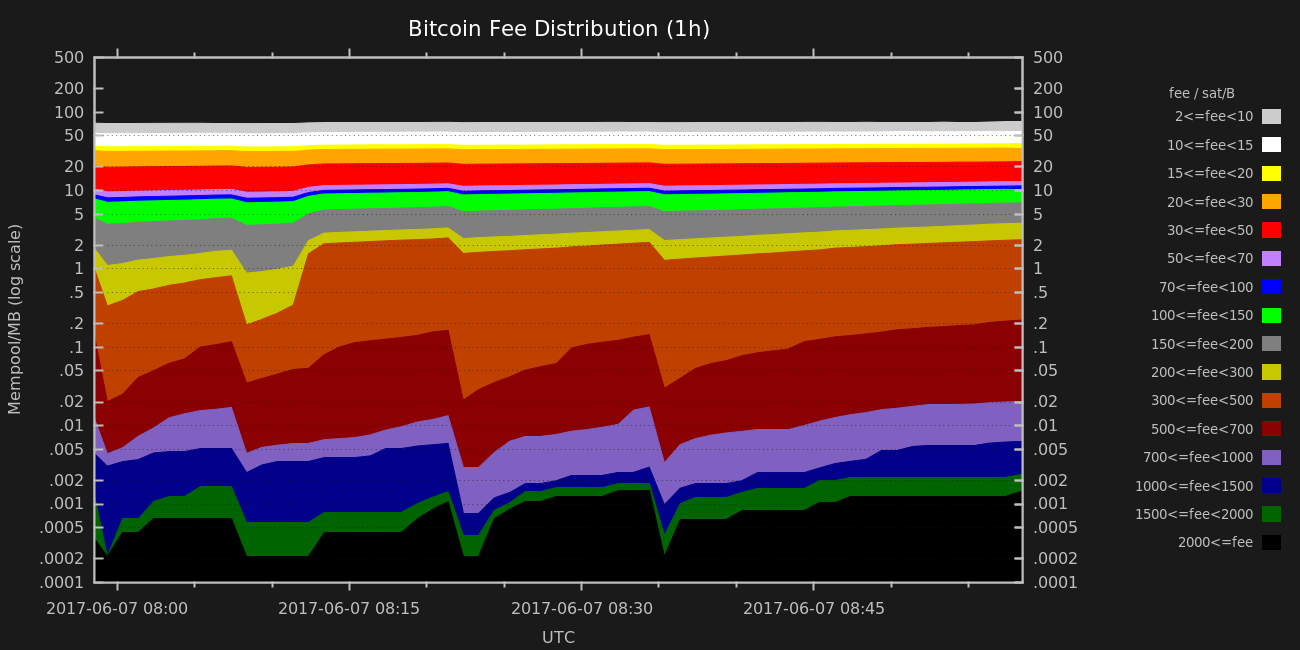 Bitcoin Fee Distribution (1h)
500 500
200 200
100 100
50 50
20 20
10 10
5 5
2 2
1 1
.5 .5
.2 .2
.1 .1
.05 .05
.02 .02
.01 .01
.005 .005
.002 .002
.001 .001
.0005 .0005
.0002 .0002
.0001 .0001
Mempool/MB (log scale)
2017-06-07 08:00 2017-06-07 08:15 2017-06-07 08:30 2017-06-07 08:45
UTC
fee / sat/B
2<=fee<10
10<=fee<15
15<=fee<20
20<=fee<30
30<=fee<50
50<=fee<70
70<=fee<100
100<=fee<150
150<=fee<200
200<=fee<300
300<=fee<500
500<=fee<700
700<=fee<1000
1000<=fee<1500
1500<=fee<2000
2000<=fee